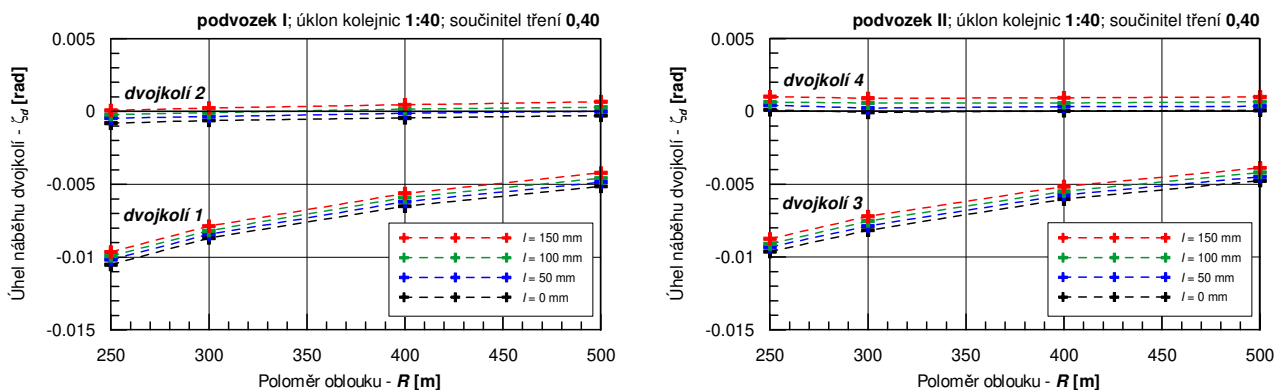 podvozek I; úklon kolejnic 1:40; součinitel tření 0,40
Úhel náběhu dvojkolí - ζd [rad]
0.005
0
-0.005
-0.01
-0.015
dvojkolí 2
dvojkolí 1
I = 150 mm
I = 100 mm
I = 50 mm
I = 0 mm
250 300 350 400 450 500
Poloměr oblouku - R [m]
podvozek II; úklon kolejnic 1:40; součinitel tření 0,40
Úhel náběhu dvojkolí - ζd [rad]
0.005
0
-0.005
-0.01
-0.015
dvojkolí 4
dvojkolí 3
I = 150 mm
I = 100 mm
I = 50 mm
I = 0 mm
250 300 350 400 450 500
Poloměr oblouku - R [m]